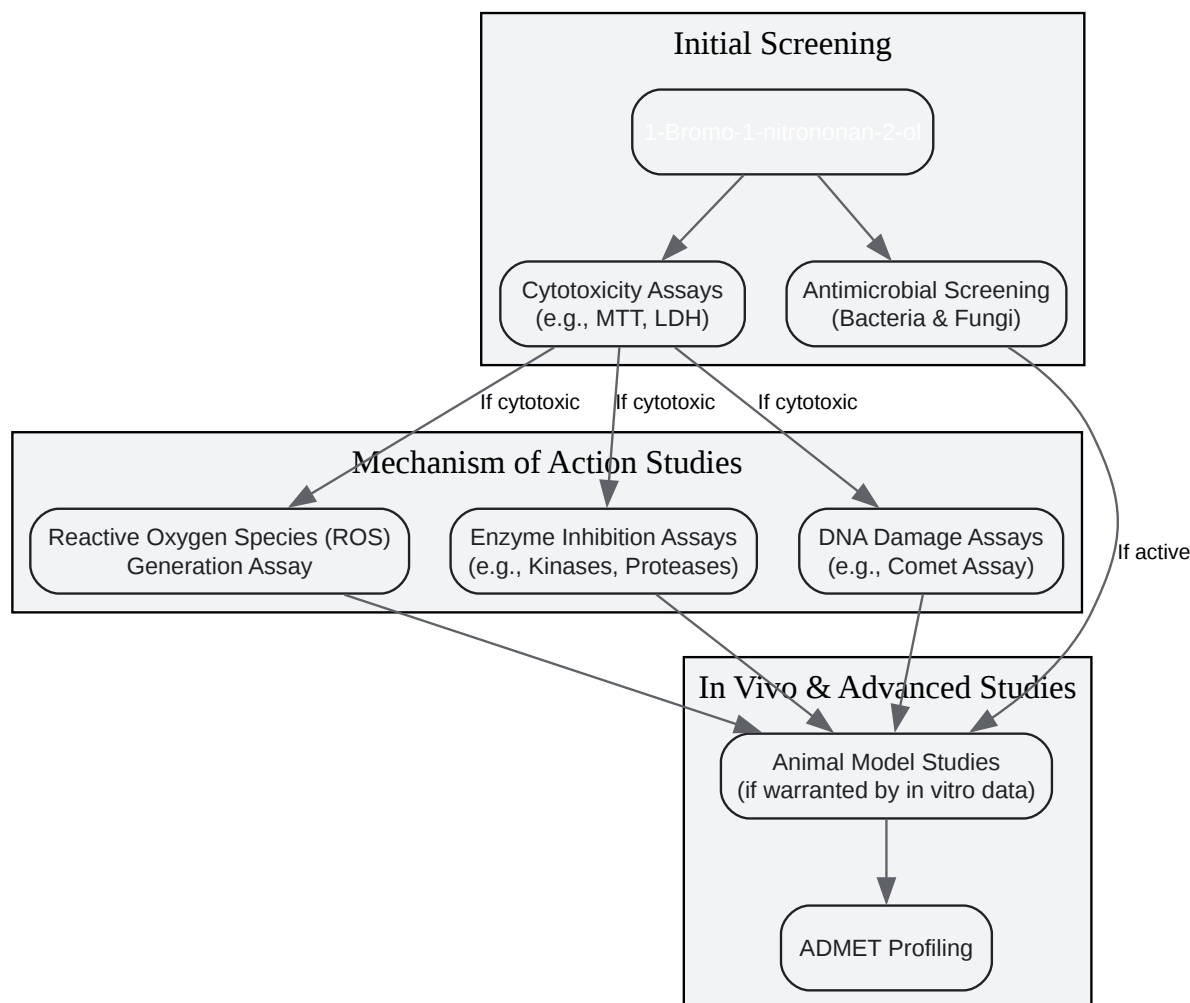 Initial Screening
1-Bromo-1-nitrononan-2-ol
Cytotoxicity Assays
(e.g., MTT, LDH)
Antimicrobial Screening
(Bacteria & Fungi)
If cytotoxic
If cytotoxic
If cytotoxic
Mechanism of Action Studies
Reactive Oxygen Species (ROS)
Generation Assay
Enzyme Inhibition Assays
(e.g., Kinases, Proteases)
DNA Damage Assays
(e.g., Comet Assay)
If active
In Vivo & Advanced Studies
Animal Model Studies
(if warranted by in vitro data)
ADMET Profiling